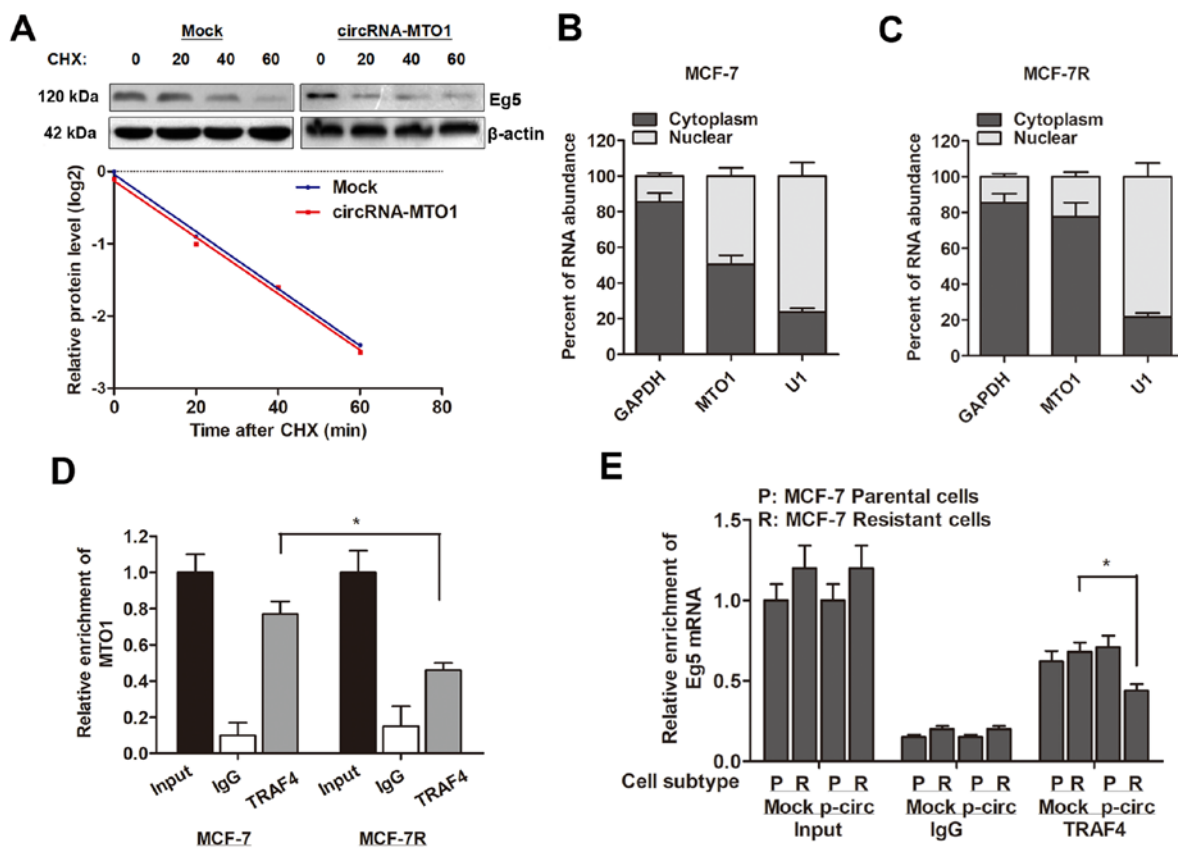 A
Mock circRNA-MTO1
CHX: 0 20 40 60 0 20 40 60
120 kDa Eg5
42 kDa β-actin
0
-1
-2
-3
Relative protein level (log2)
Mock
circRNA-MTO1
0 20 40 60 80
Time after CHX (min)
B
MCF-7
Cytoplasm
Nuclear
120
100
80
60
40
20
0
Percent of RNA abundance
GAPDH MTO1 U1
C
MCF-7R
Cytoplasm
Nuclear
120
100
80
60
40
20
0
Percent of RNA abundance
GAPDH MTO1 U1
D
*
1.2
1.0
0.8
0.6
0.4
0.2
0.0
Relative enrichment of
MTO1
Input IgG TRAF4 Input IgG TRAF4
MCF-7 MCF-7R
E
P: MCF-7 Parental cells
R: MCF-7 Resistant cells
*
1.5
1.0
0.5
0.0
Relative enrichment of
Eg5 mRNA
Cell subtype P R P R P R P R P R P R
Mock p-circ Mock p-circ Mock p-circ
Input IgG TRAF4